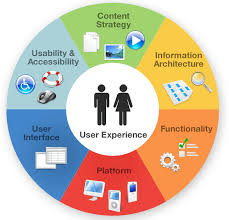 Content
Strategy
Usability &
Accessibility
Information
Architecture
User Experience
User
Interface
Functionality
Platform